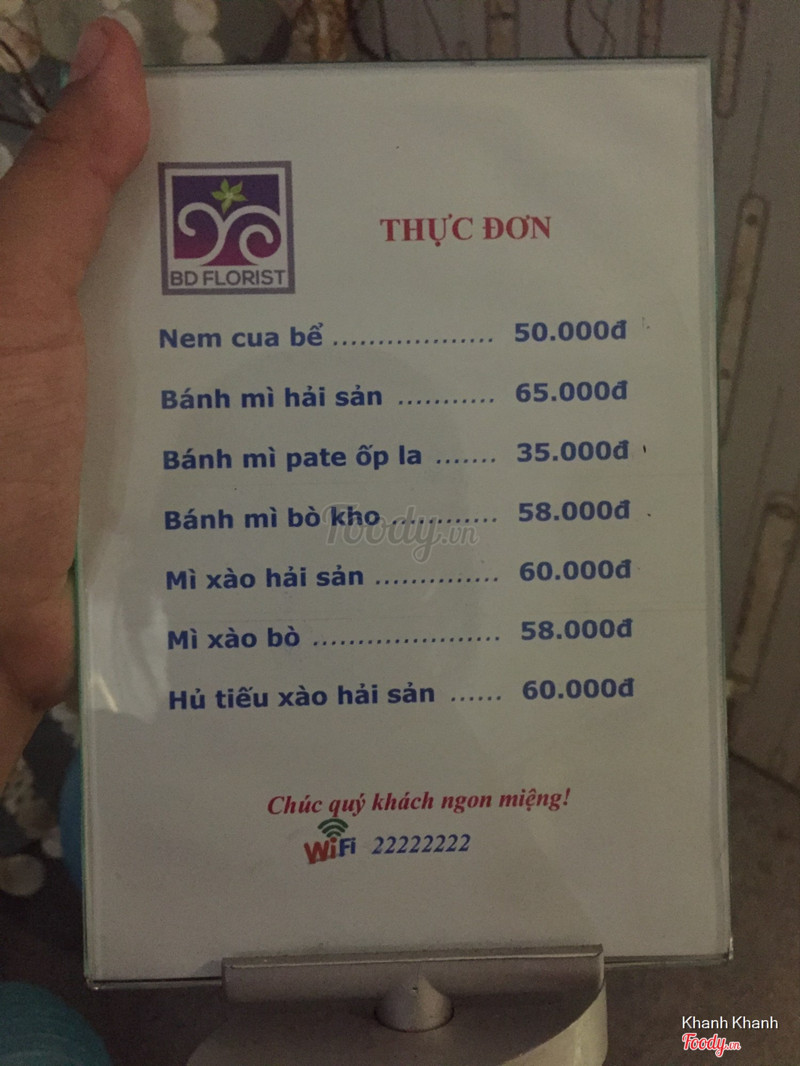 BD FLORIST
THỰC ĐƠN
Nem cua bể .................. 50.000đ
Bánh mì hải sản ........... 65.000đ
Bánh mì pate ốp la ....... 35.000đ
Bánh mì bò kho ............ 58.000đ
Mì xào hải sản .............. 60.000đ
Mì xào bò ..................... 58.000đ
Hủ tiếu xào hải sản ...... 60.000đ
Foody.vn
Chúc quý khách ngon miệng!
WiFi 22222222
Khanh Khanh
Foody.vn